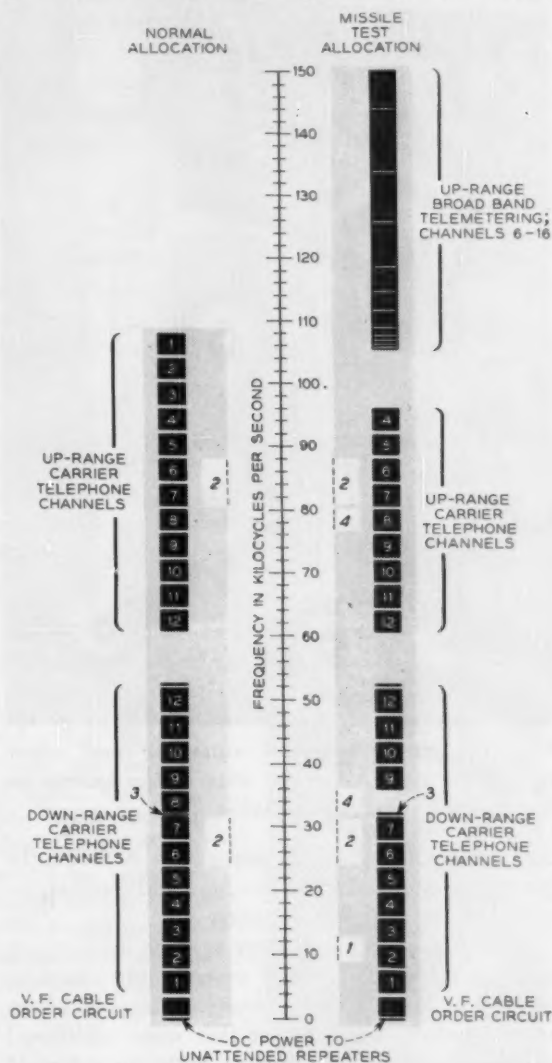 NORMAL
ALLOCATION
MISSILE
TEST
ALLOCATION
UP-RANGE
CARRIER
TELEPHONE
CHANNELS
DOWN-RANGE
CARRIER
TELEPHONE
CHANNELS
V. F. CABLE
ORDER CIRCUIT
1
2
3
4
5
6
7
8
9
10
11
12
12
11
10
9
8
7
6
5
4
3
2
1
3
2
2
FREQUENCY IN KILOCYCLES PER SECOND
150
140
130
120
110
100
90
80
70
60
50
40
30
20
10
0
2
4
4
2
1
4
5
6
7
8
9
10
11
12
12
11
10
9
7
6
5
4
3
2
1
3
UP-RANGE
BROAD BAND
TELEMETERING;
CHANNELS 6-16
UP-RANGE
CARRIER
TELEPHONE
CHANNELS
DOWN-RANGE
CARRIER
TELEPHONE
CHANNELS
V. F. CABLE
ORDER CIRCUIT
DC POWER TO
UNATTENDED REPEATERS